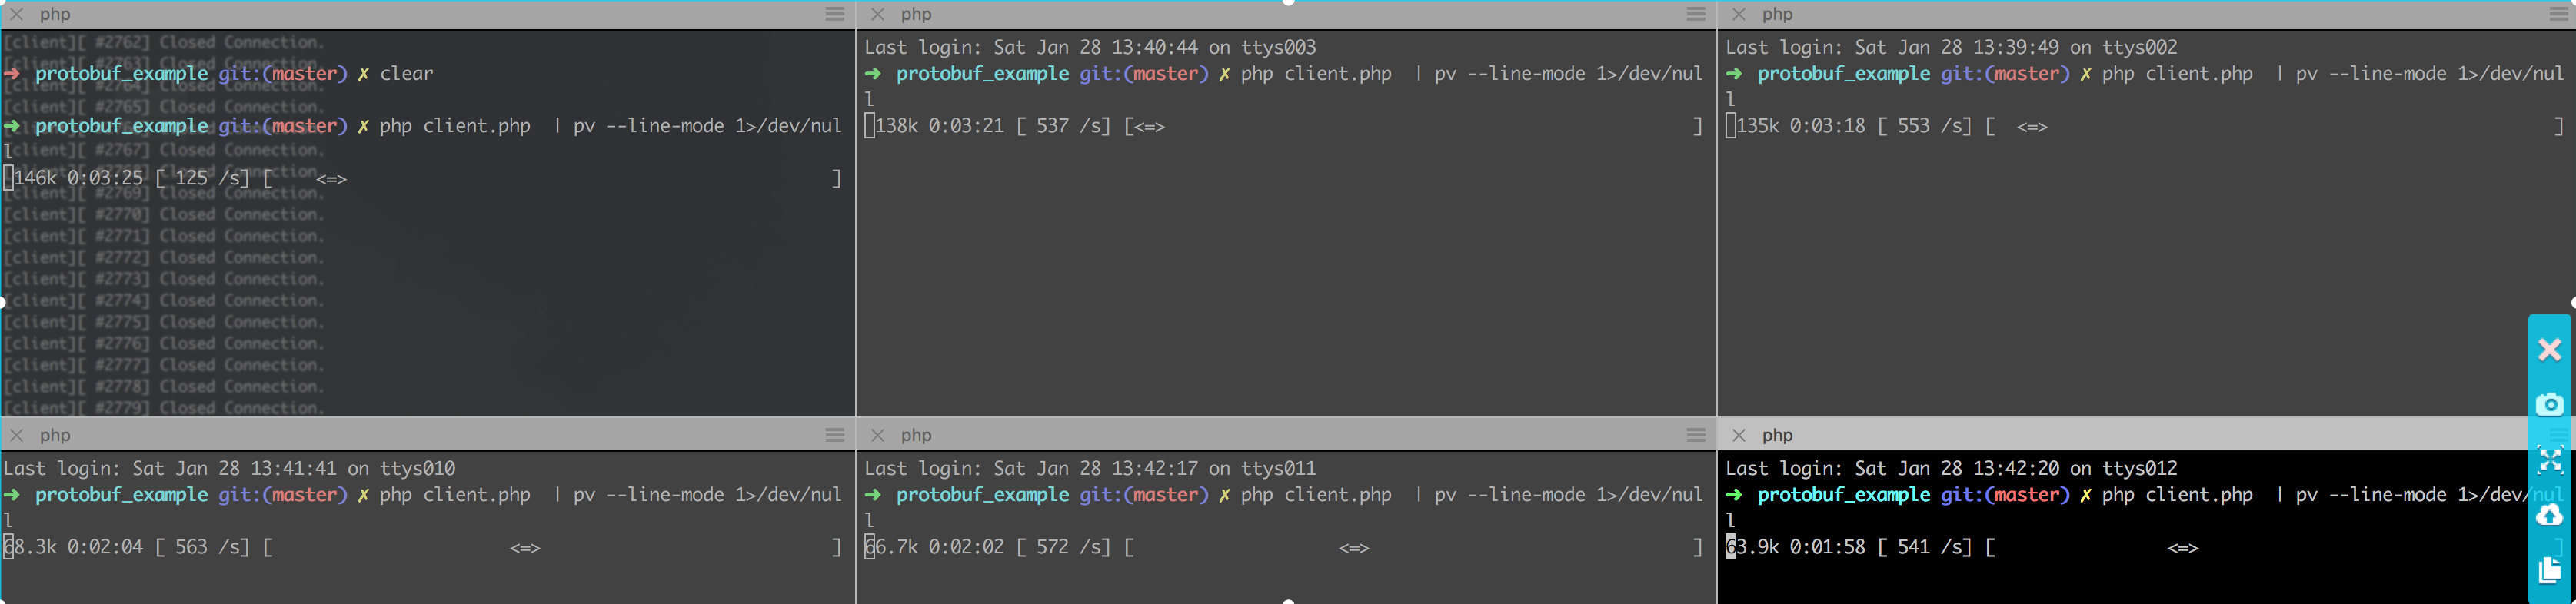 php
[client][ #2762] Closed Connection.
➜ protobuf_example git:(master) ✗ clear
[client][ #2764] Closed Connection.
[client][ #2765] Closed Connection.
➜ protobuf_example git:(master) ✗ php client.php | pv --line-mode 1>/dev/nul
l
[client][ #2767] Closed Connection.
146k 0:03:25 [ 125 /s] [ <=> ]
[client][ #2769] Closed Connection.
[client][ #2770] Closed Connection.
[client][ #2771] Closed Connection.
[client][ #2772] Closed Connection.
[client][ #2773] Closed Connection.
[client][ #2774] Closed Connection.
[client][ #2775] Closed Connection.
[client][ #2776] Closed Connection.
[client][ #2777] Closed Connection.
[client][ #2778] Closed Connection.
[client][ #2779] Closed Connection.
php
Last login: Sat Jan 28 13:40:44 on ttys003
➜ protobuf_example git:(master) ✗ php client.php | pv --line-mode 1>/dev/nul
l
138k 0:03:21 [ 537 /s] [<=> ]
php
Last login: Sat Jan 28 13:39:49 on ttys002
➜ protobuf_example git:(master) ✗ php client.php | pv --line-mode 1>/dev/nul
l
135k 0:03:18 [ 553 /s] [ <=> ]
php
Last login: Sat Jan 28 13:41:41 on ttys010
➜ protobuf_example git:(master) ✗ php client.php | pv --line-mode 1>/dev/nul
l
68.3k 0:02:04 [ 563 /s] [ <=> ]
php
Last login: Sat Jan 28 13:42:17 on ttys011
➜ protobuf_example git:(master) ✗ php client.php | pv --line-mode 1>/dev/nul
l
66.7k 0:02:02 [ 572 /s] [ <=> ]
php
Last login: Sat Jan 28 13:42:20 on ttys012
➜ protobuf_example git:(master) ✗ php client.php | pv --line-mode 1>/dev/nul
l
63.9k 0:01:58 [ 541 /s] [ <=> ]